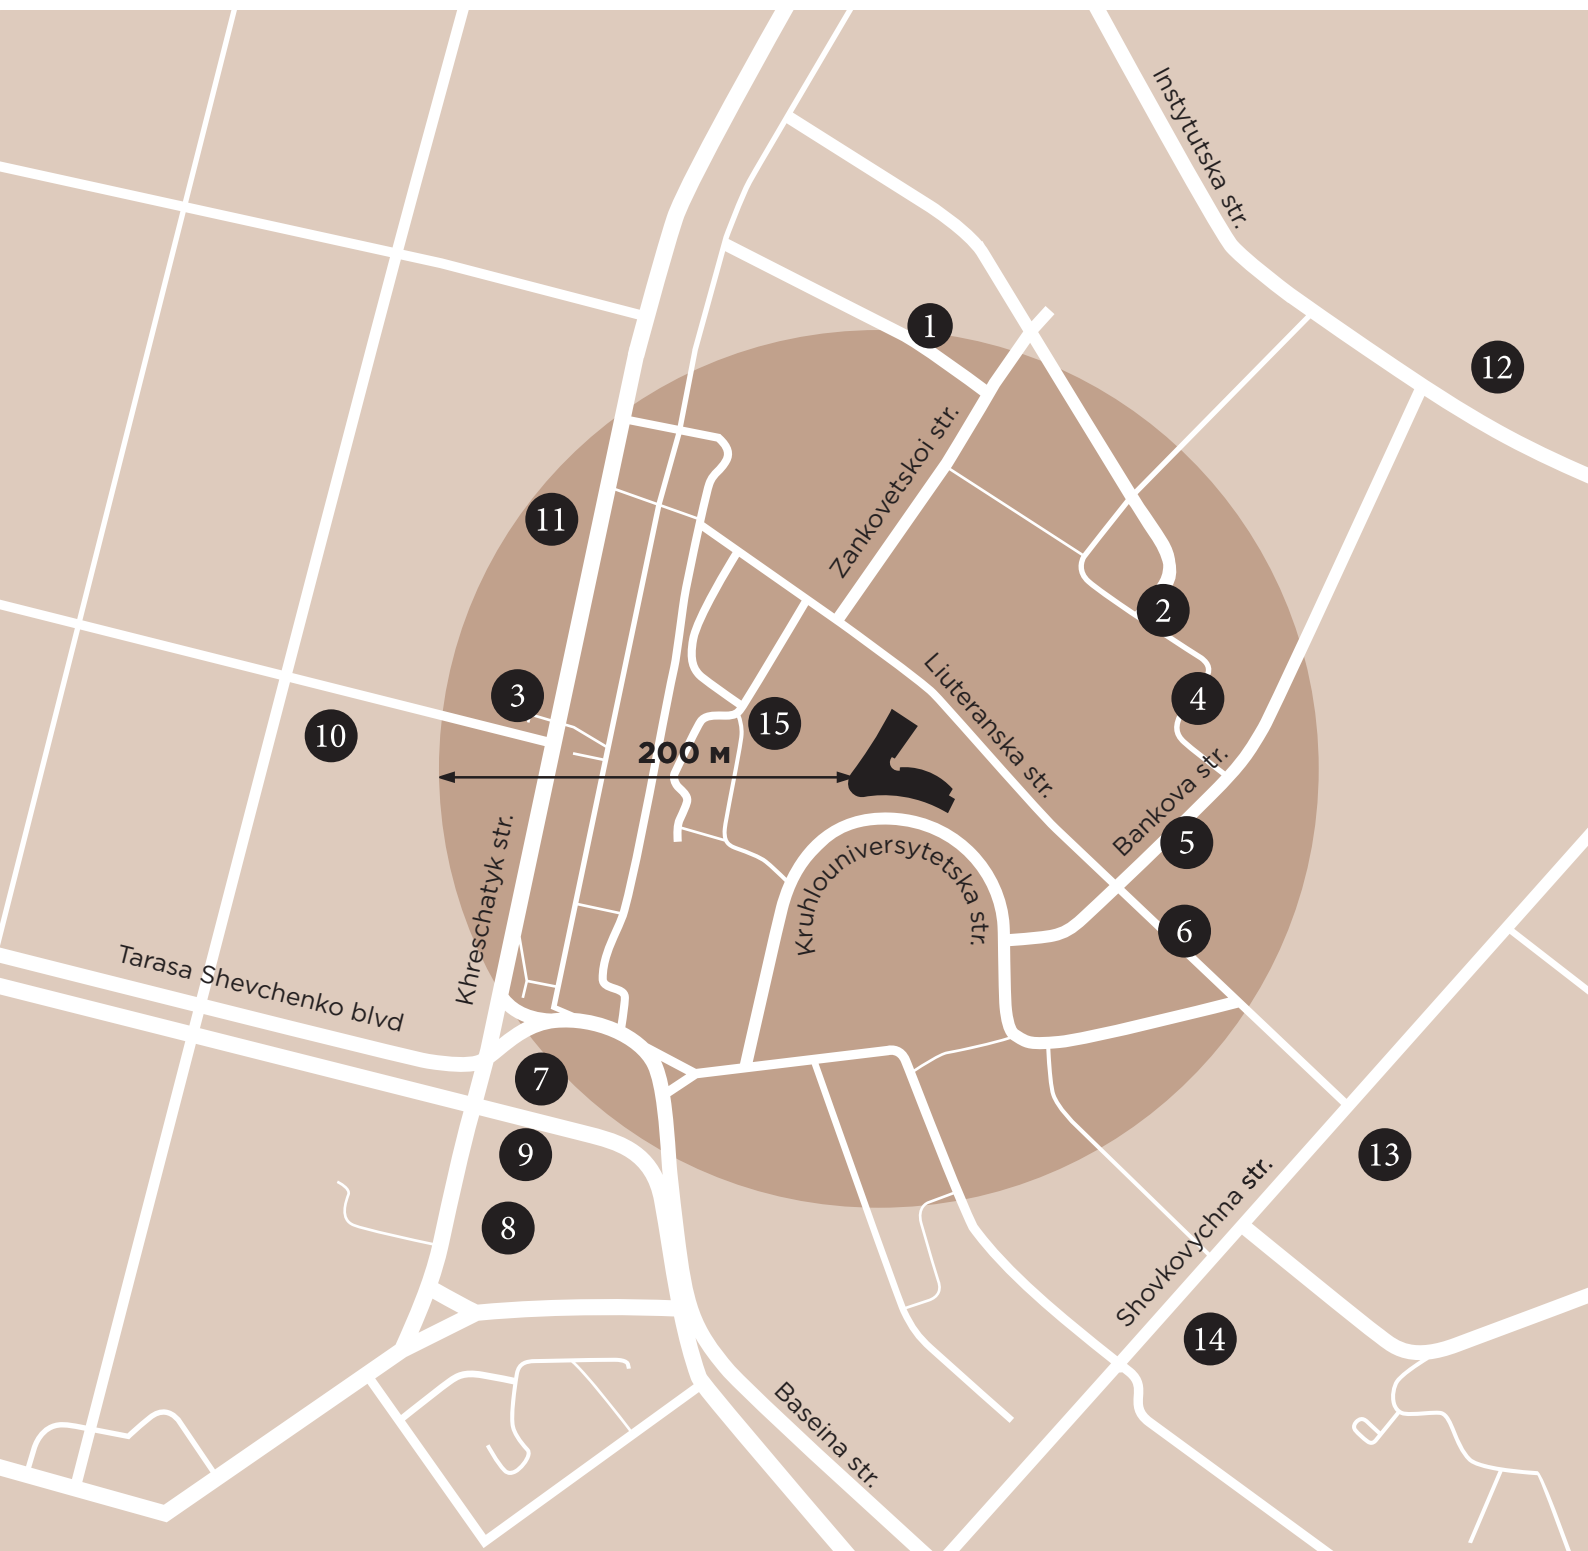 Instytutska str.
1
12
Zankovetskoi str.
11
2
Liuteranska str.
3
4
15
10
200 м
Bankova str.
5
Khreschatyk str.
Kruhlouniversytetska str.
6
Tarasa Shevchenko blvd
7
9
13
8
Shovkovychna str.
14
Baseina str.